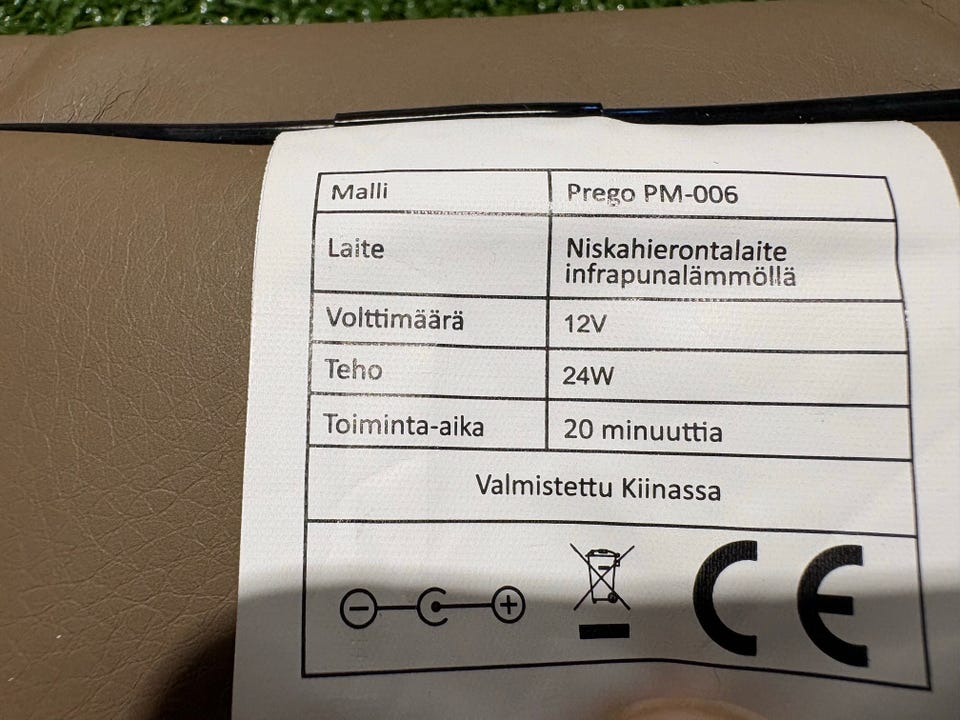 Malli Prego PM-006
Laite Niskahierontalaite
infrapunalämmöllä
Volttimäärä 12V
Teho 24W
Toiminta-aika 20 minuuttia
Valmistettu Kiinassa
CE